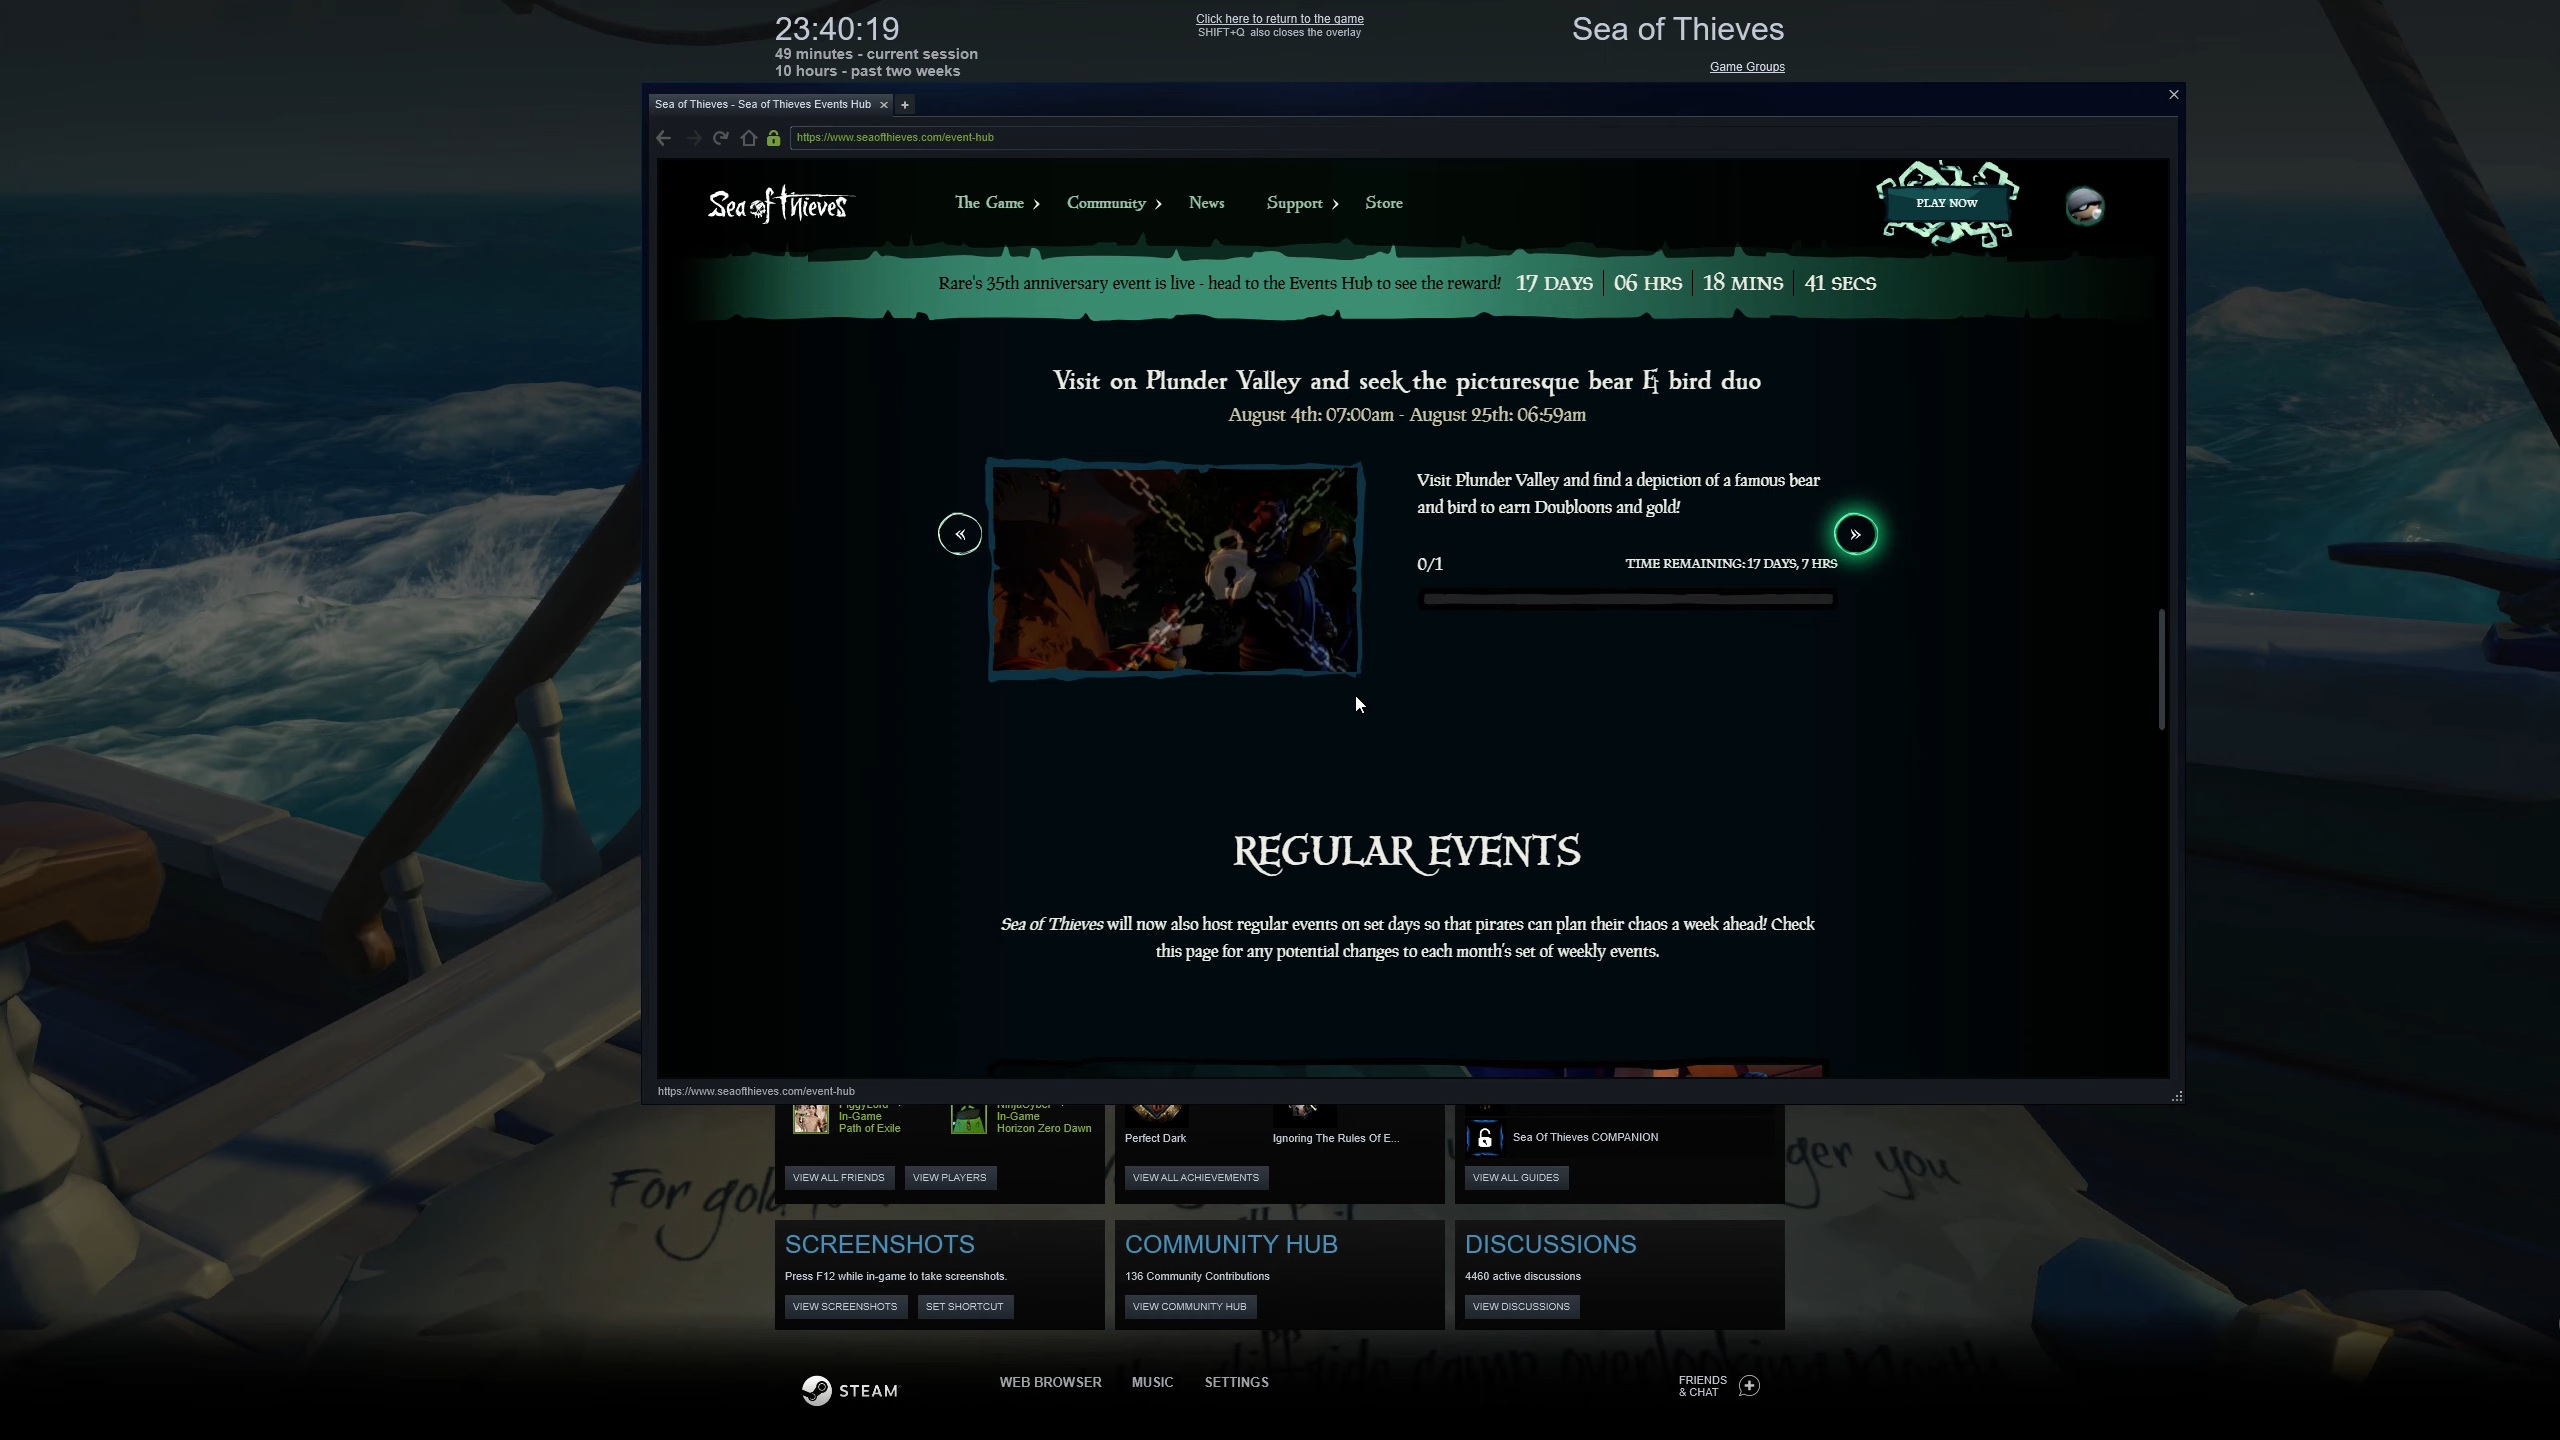 23:40:19
49 minutes - current session
10 hours - past two weeks
Click here to return to the game
SHIFT+Q also closes the overlay
Sea of Thieves
Game Groups
Sea of Thieves - Sea of Thieves Events Hub
https://www.seaofthieves.com/event-hub
Sea of Thieves
The Game
Community
News
Support
Store
PLAY NOW
Rare's 35th anniversary event is live - head to the Events Hub to see the reward! 17 DAYS 06 HRS 18 MINS 41 SECS
Visit on Plunder Valley and seek the picturesque bear & bird duo
August 4th: 07:00am - August 25th: 06:59am
Visit Plunder Valley and find a depiction of a famous bear
and bird to earn Doubloons and gold!
0/1
TIME REMAINING: 17 DAYS, 7 HRS
REGULAR EVENTS
Sea of Thieves will now also host regular events on set days so that pirates can plan their chaos a week ahead! Check
this page for any potential changes to each month's set of weekly events.
https://www.seaofthieves.com/event-hub
PiggyLord
In-Game
Path of Exile
NinjaCyber
In-Game
Horizon Zero Dawn
Perfect Dark
Ignoring The Rules Of E...
Sea Of Thieves COMPANION
VIEW ALL FRIENDS
VIEW PLAYERS
VIEW ALL ACHIEVEMENTS
VIEW ALL GUIDES
For gol
ger you
SCREENSHOTS
Press F12 while in-game to take screenshots.
VIEW SCREENSHOTS
SET SHORTCUT
COMMUNITY HUB
136 Community Contributions
VIEW COMMUNITY HUB
DISCUSSIONS
4460 active discussions
VIEW DISCUSSIONS
camp overlooking
STEAM
WEB BROWSER
MUSIC
SETTINGS
FRIENDS
& CHAT